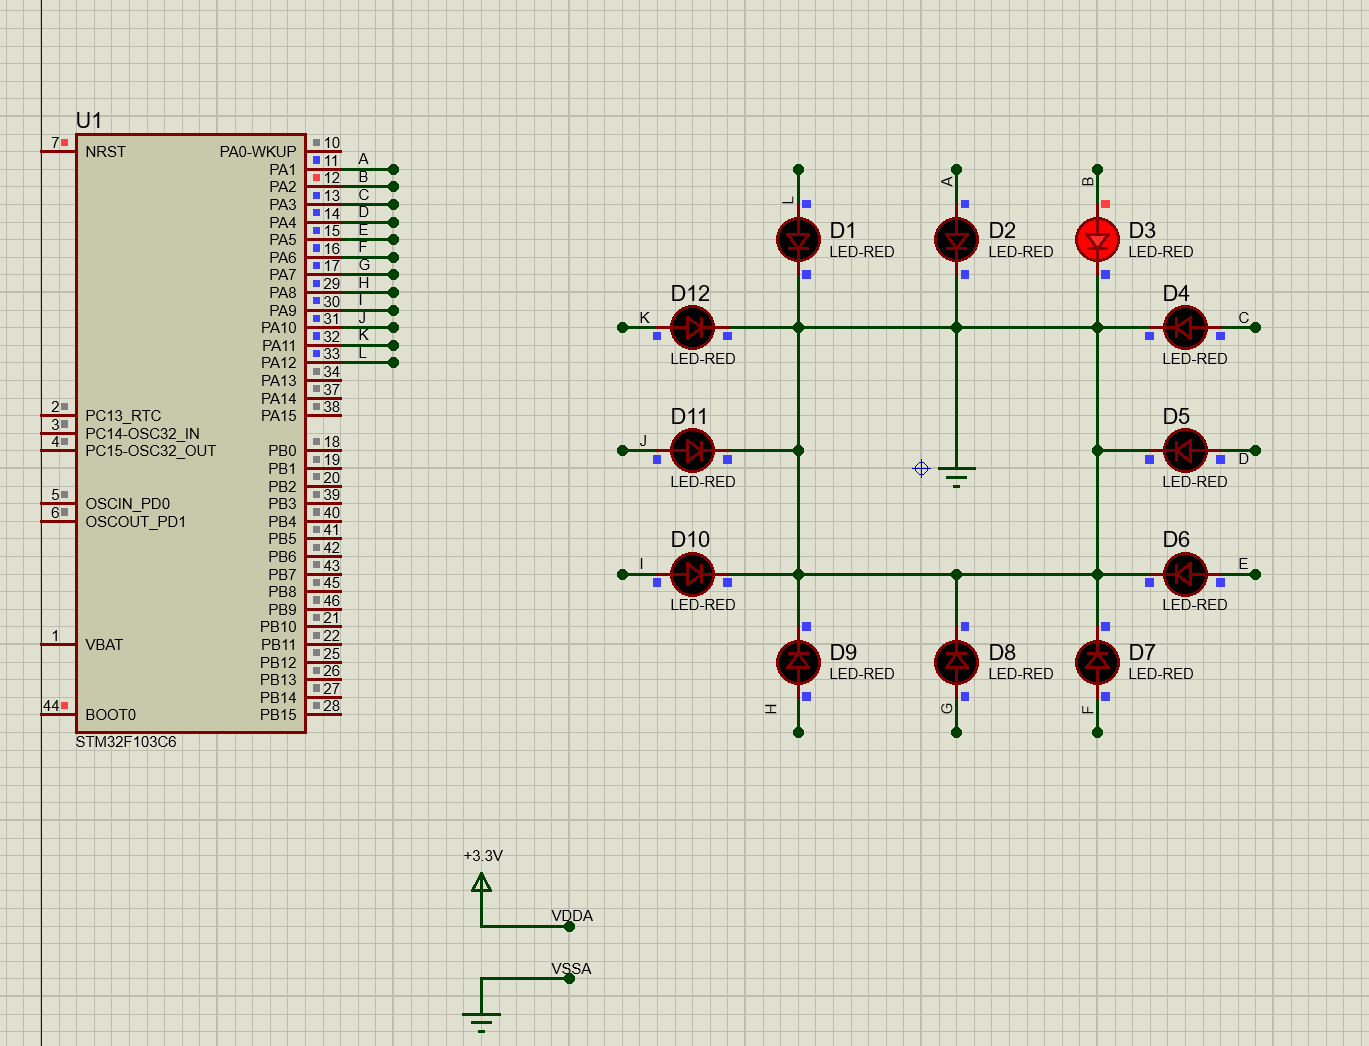 U1
7 NRST
PA0-WKUP 10
PA1 11 A
PA2 12 B
PA3 13 C
PA4 14 D
PA5 15 E
PA6 16 F
PA7 17 G
PA8 29 H
PA9 30 I
PA10 31 J
PA11 32 K
PA12 33 L
PA13 34
PA14 37
PA15 38
2 PC13_RTC
3 PC14-OSC32_IN
4 PC15-OSC32_OUT
PB0 18
PB1 19
PB2 20
5 OSCIN_PD0
PB3 39
6 OSCOUT_PD1
PB4 40
PB5 41
PB6 42
PB7 43
PB8 45
PB9 46
PB10 21
1 VBAT
PB11 22
PB12 25
PB13 26
PB14 27
44 BOOT0
PB15 28
STM32F103C6
L
D1
LED-RED
A
D2
LED-RED
B
D3
LED-RED
K
D12
LED-RED
D4
C
LED-RED
J
D11
LED-RED
D5
D
LED-RED
I
D10
LED-RED
D6
E
LED-RED
D9
LED-RED
H
D8
LED-RED
G
D7
LED-RED
F
+3.3V
VDDA
VSSA